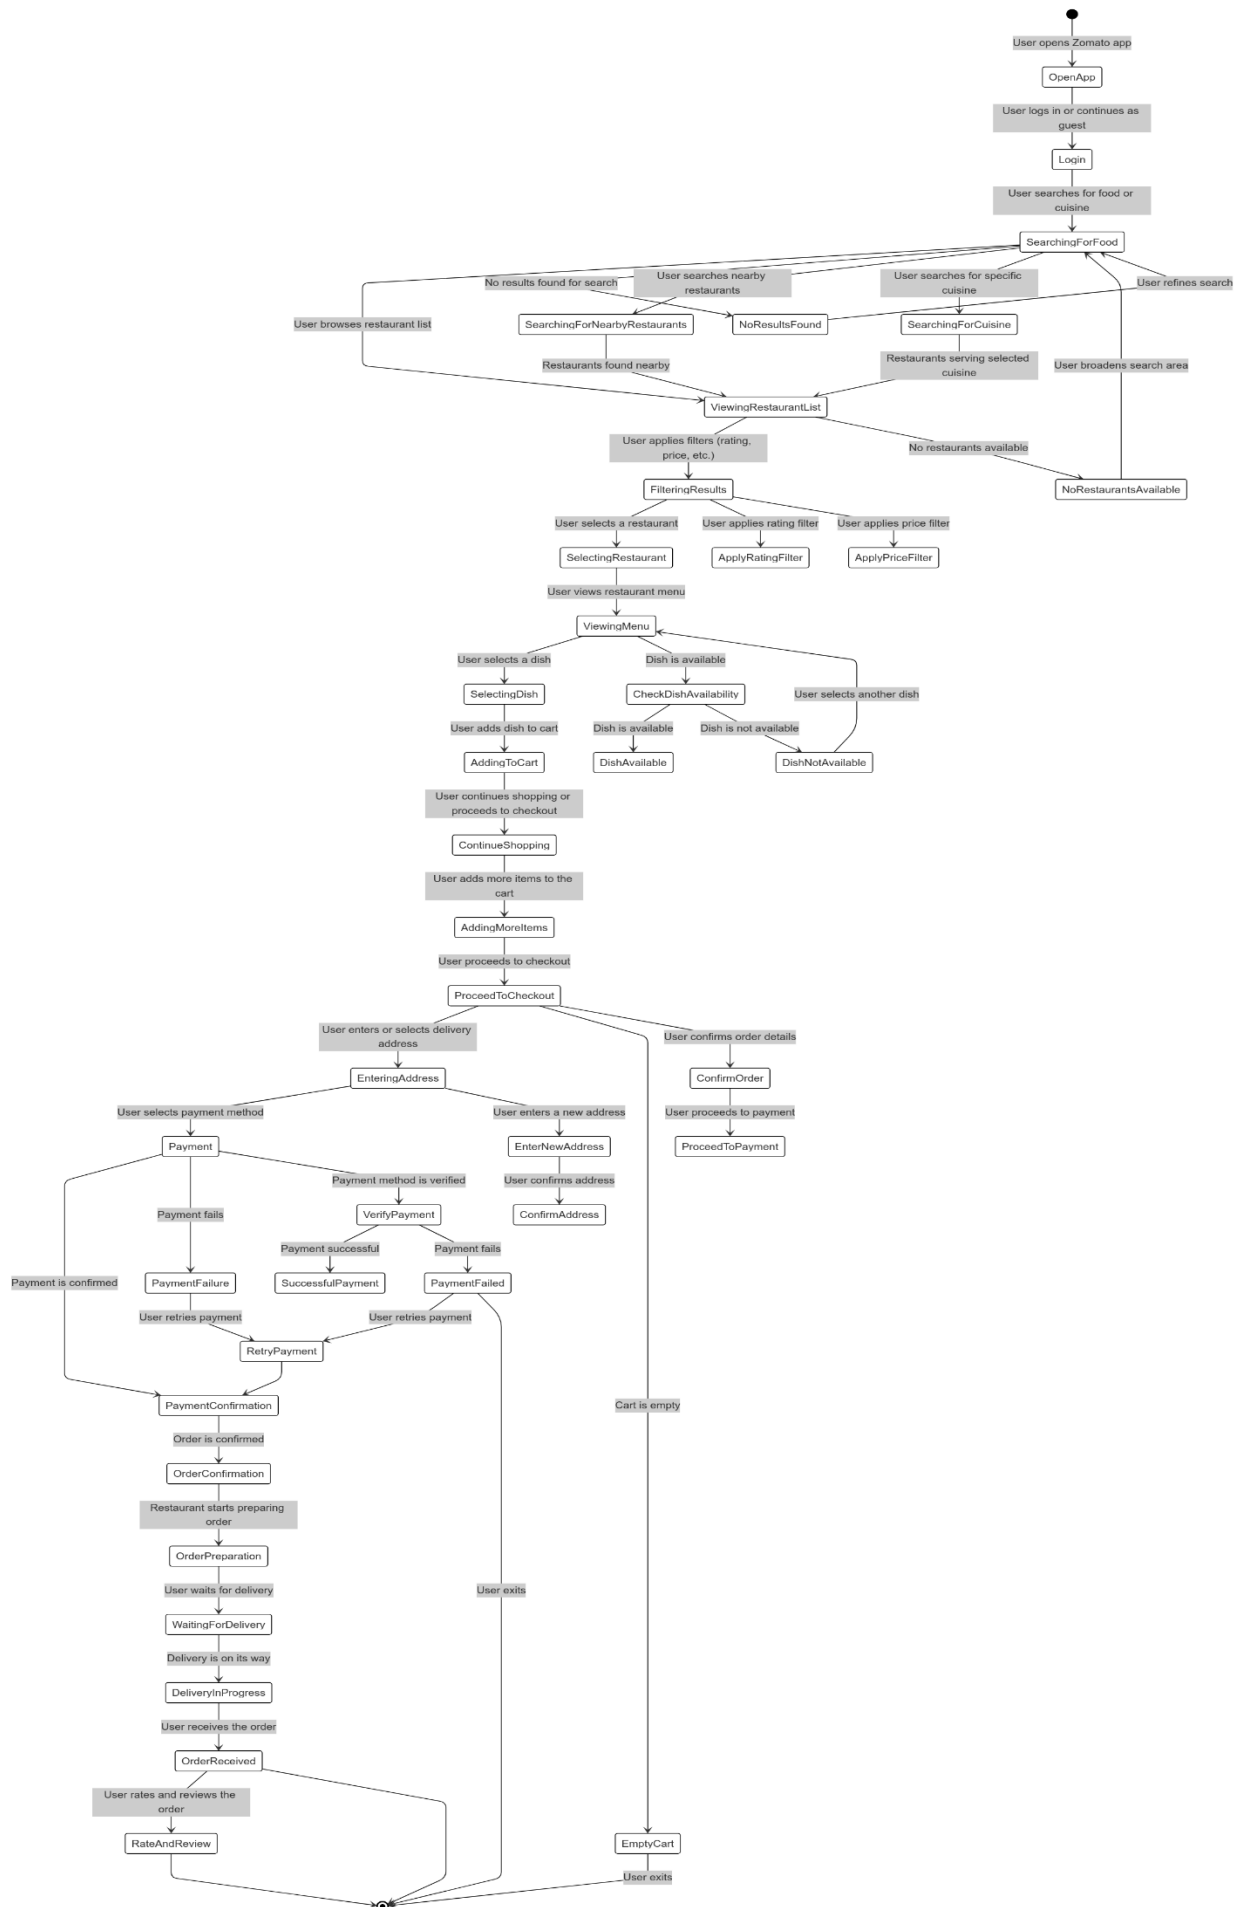 User opens Zomato app
OpenApp
User logs in or continues as
guest
Login
User searches for food or
cuisine
SearchingForFood
No results found for search
User searches nearby
restaurants
User searches for specific
cuisine
User refines search
User browses restaurant list
SearchingForNearbyRestaurants
NoResultsFound
SearchingForCuisine
Restaurants found nearby
Restaurants serving selected
cuisine
User broadens search area
ViewingRestaurantList
User applies filters (rating,
price, etc.)
No restaurants available
FilteringResults
NoRestaurantsAvailable
User selects a restaurant
User applies rating filter
User applies price filter
SelectingRestaurant
ApplyRatingFilter
ApplyPriceFilter
User views restaurant menu
ViewingMenu
User selects a dish
Dish is available
SelectingDish
CheckDishAvailability
User selects another dish
User adds dish to cart
Dish is available
Dish is not available
AddingToCart
DishAvailable
DishNotAvailable
User continues shopping or
proceeds to checkout
ContinueShopping
User adds more items to the
cart
AddingMoreItems
User proceeds to checkout
ProceedToCheckout
User enters or selects delivery
address
User confirms order details
EnteringAddress
ConfirmOrder
User selects payment method
User enters a new address
User proceeds to payment
Payment
EnterNewAddress
ProceedToPayment
Payment method is verified
User confirms address
Payment fails
VerifyPayment
ConfirmAddress
Payment successful
Payment fails
Payment is confirmed
PaymentFailure
SuccessfulPayment
PaymentFailed
User retries payment
User retries payment
RetryPayment
PaymentConfirmation
Cart is empty
Order is confirmed
OrderConfirmation
Restaurant starts preparing
order
OrderPreparation
User waits for delivery
User exits
WaitingForDelivery
Delivery is on its way
DeliveryInProgress
User receives the order
OrderReceived
User rates and reviews the
order
RateAndReview
EmptyCart
User exits